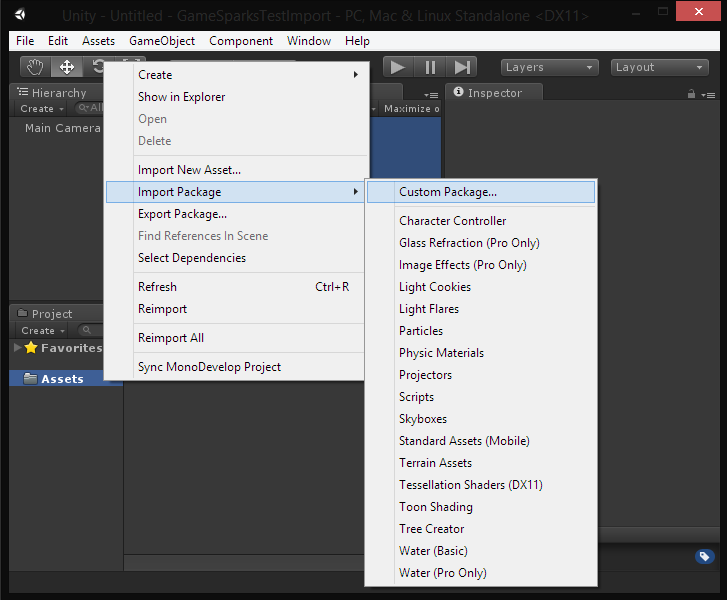 Unity - Untitled - GameSparksTestImport - PC, Mac & Linux Standalone <DX11>
File Edit Assets GameObject Component Window Help
Layers Layout
Hierarchy
Create All
Maximize o
Inspector
Main Camera
Create
Show in Explorer
Open
Delete
Import New Asset...
Import Package
Export Package...
Find References In Scene
Select Dependencies
Refresh Ctrl+R
Reimport
Reimport All
Sync MonoDevelop Project
Custom Package...
Character Controller
Glass Refraction (Pro Only)
Image Effects (Pro Only)
Light Cookies
Light Flares
Particles
Physic Materials
Projectors
Scripts
Skyboxes
Standard Assets (Mobile)
Terrain Assets
Tessellation Shaders (DX11)
Toon Shading
Tree Creator
Water (Basic)
Water (Pro Only)
Project
Create
Favorites
Assets